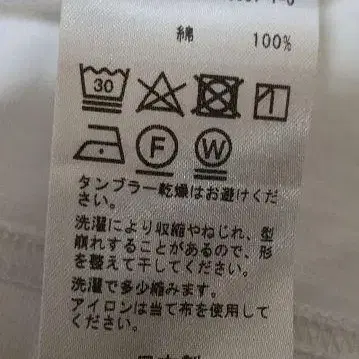 綿 100%
30
F W
タンブラー乾燥はお避けくだ
さい。
洗濯により収縮やねじれ、型
崩れすることがあるので、形
を整えて干してください。
洗濯で多少縮みます。
アイロンは当て布を使用して
ください。